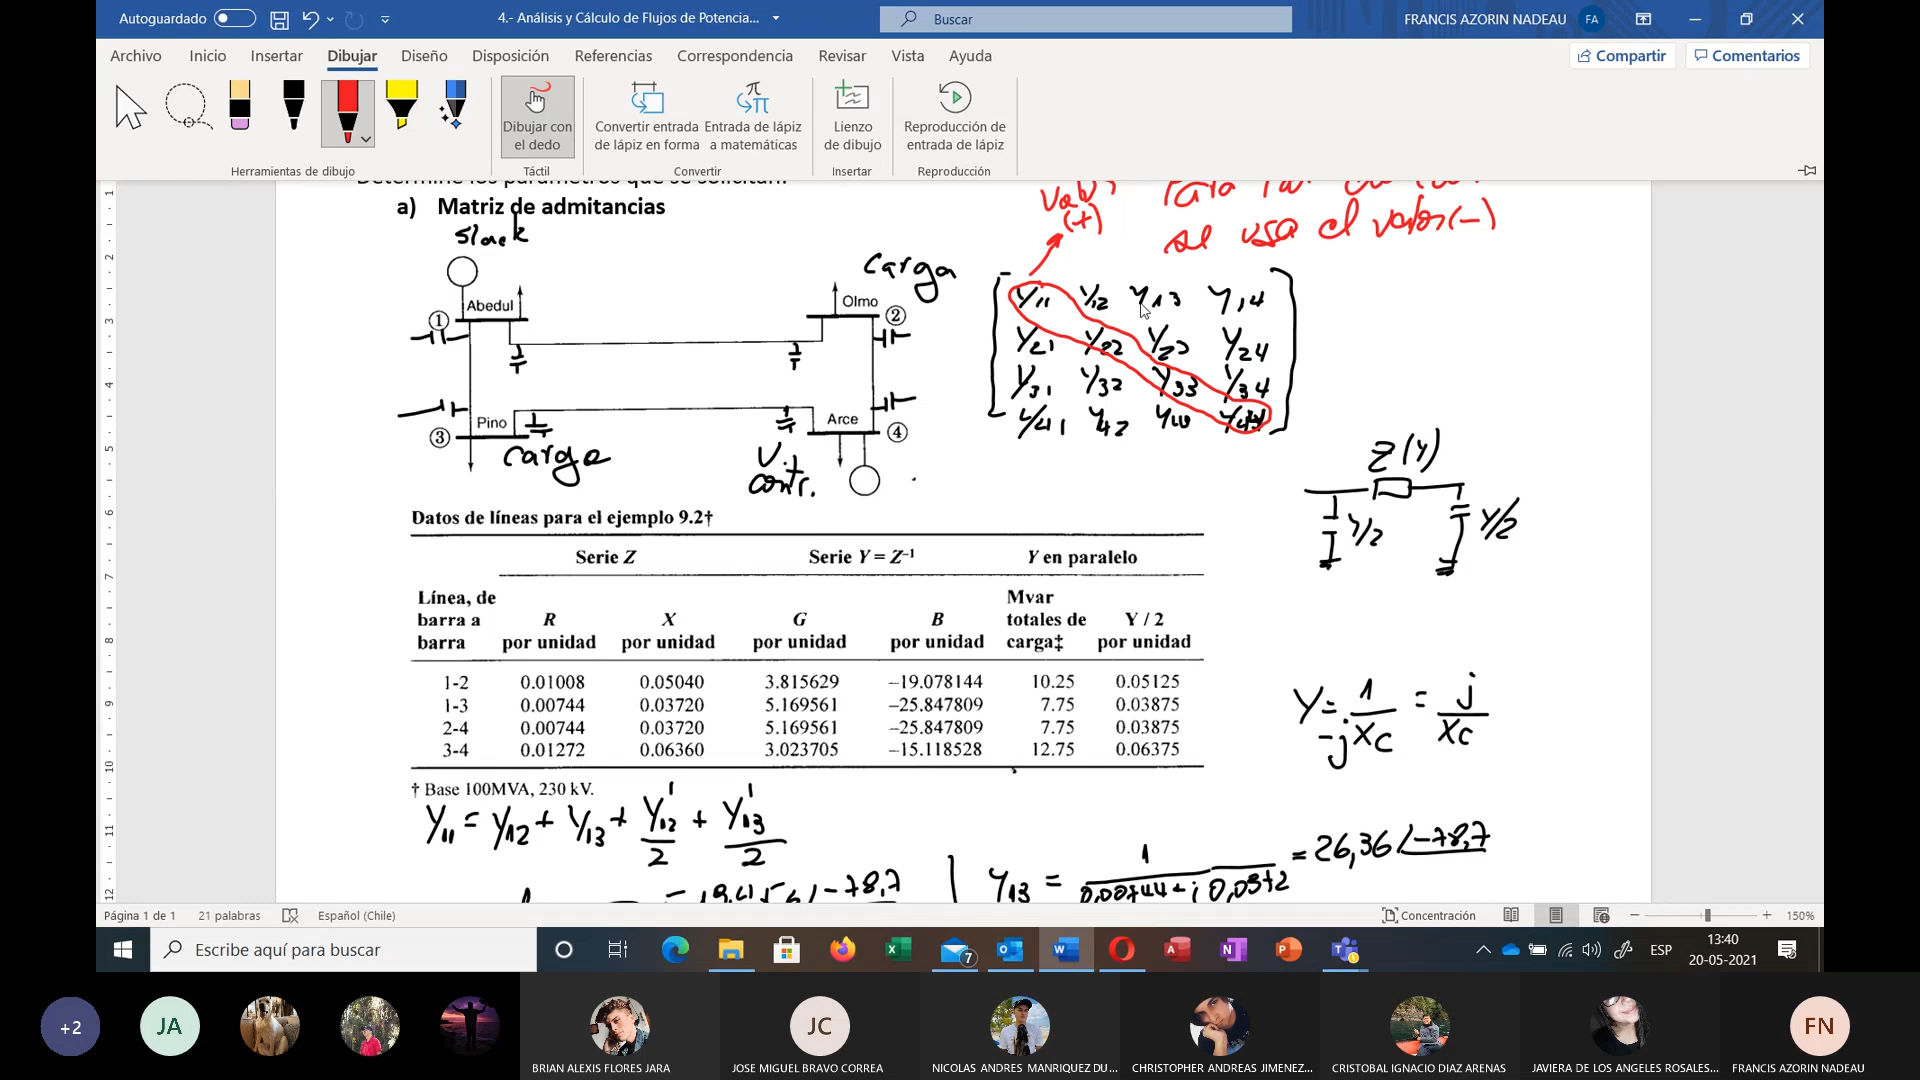 Autoguardado
4.- Análisis y Cálculo de Flujos de Potencia...
Buscar
FRANCIS AZORIN NADEAU
FA
Archivo Inicio Insertar Dibujar Diseño Disposición Referencias Correspondencia Revisar Vista Ayuda
Compartir Comentarios
Dibujar con el dedo
Convertir entrada de lápiz en forma
Entrada de lápiz a matemáticas
Lienzo de dibujo
Reproducción de entrada de lápiz
Herramientas de dibujo Táctil Convertir Insertar Reproducción
Determine los parámetros que se solicitan:
a) Matriz de admitancias
(+)
se usa el valor (-)
Slack
Abedul
1
Carga
Olmo
2
Pino
3
Carga
Arce
4
V
contr.
Y11 Y12 Y13 Y14
Y21 Y22 Y23 Y24
Y31 Y32 Y33 Y34
Y41 Y42 Y43 Y44
Z (Y)
Y/2 Y/2
Datos de líneas para el ejemplo 9.2†
Serie Z Serie Y = Z⁻¹ Y en paralelo
Línea, de barra a barra
R por unidad
X por unidad
G por unidad
B por unidad
Mvar totales de carga‡
Y / 2 por unidad
1-2 0.01008 0.05040 3.815629 −19.078144 10.25 0.05125
1-3 0.00744 0.03720 5.169561 −25.847809 7.75 0.03875
2-4 0.00744 0.03720 5.169561 −25.847809 7.75 0.03875
3-4 0.01272 0.06360 3.023705 −15.118528 12.75 0.06375
† Base 100MVA, 230 kV.
Y = 1/-jXc = j/Xc
Y11 = Y12 + Y13 + Y'12/2 + Y'13/2
Y13 = 1/0,00744 + j 0,0372 = 26,36 ∠-78,7
Página 1 de 1 21 palabras Español (Chile) Concentración 150%
Escribe aquí para buscar
7
ESP
13:40
20-05-2021
+2
JA
JC
FN
BRIAN ALEXIS FLORES JARA
JOSE MIGUEL BRAVO CORREA
NICOLAS ANDRES MANRIQUEZ DU...
CHRISTOPHER ANDREAS JIMENEZ...
CRISTOBAL IGNACIO DIAZ ARENAS
JAVIERA DE LOS ANGELES ROSALES...
FRANCIS AZORIN NADEAU